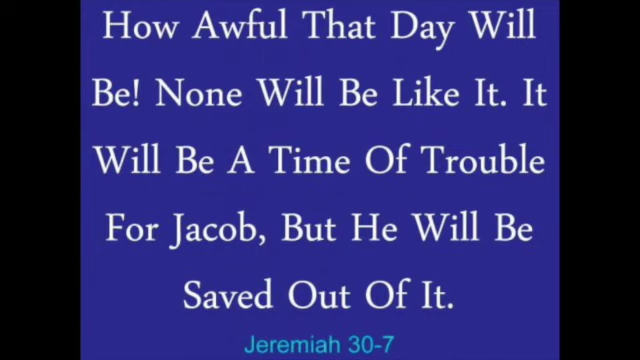 How Awful That Day Will
Be! None Will Be Like It. It
Will Be A Time Of Trouble
For Jacob, But He Will Be
Saved Out Of It.
Jeremiah 30-7